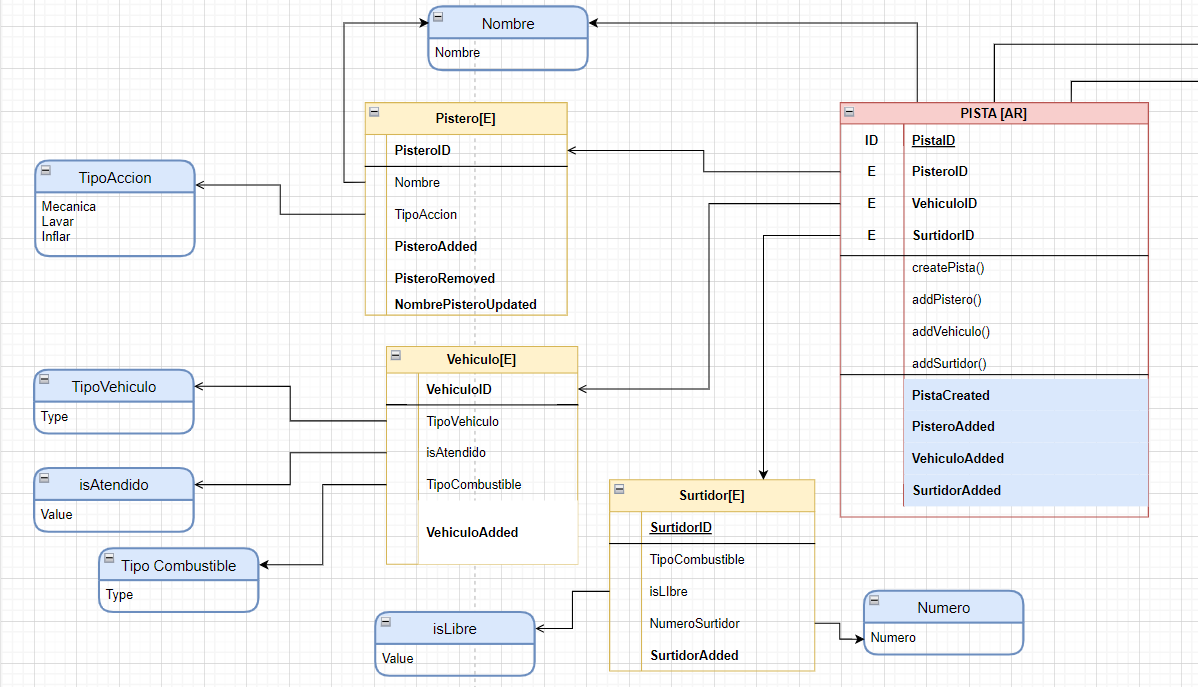 Nombre
Nombre
Pistero[E]
PisteroID
Nombre
TipoAccion
PisteroAdded
PisteroRemoved
NombrePisteroUpdated
PISTA [AR]
ID PistaID
E PisteroID
E VehiculoID
E SurtidorID
createPista()
addPistero()
addVehiculo()
addSurtidor()
PistaCreated
PisteroAdded
VehiculoAdded
SurtidorAdded
TipoAccion
Mecanica
Lavar
Inflar
TipoVehiculo
Type
Vehiculo[E]
VehiculoID
TipoVehiculo
isAtendido
TipoCombustible
VehiculoAdded
isAtendido
Value
Tipo Combustible
Type
Surtidor[E]
SurtidorID
TipoCombustible
isLIbre
NumeroSurtidor
SurtidorAdded
isLibre
Value
Numero
Numero